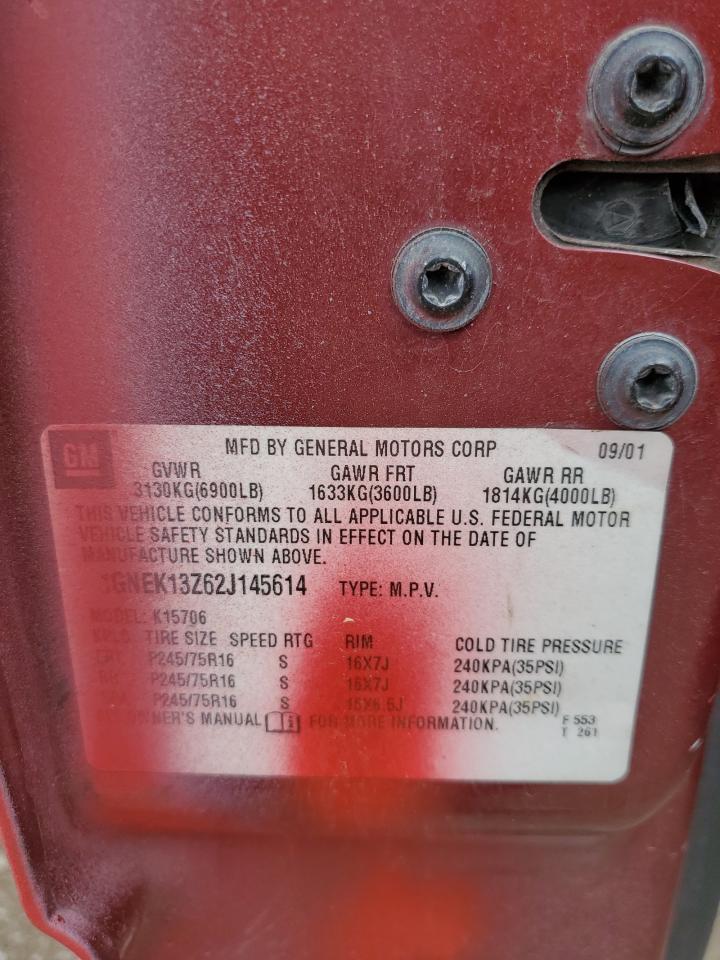 GM
MFD BY GENERAL MOTORS CORP 09/01
GVWR GAWR FRT GAWR RR
3130KG(6900LB) 1633KG(3600LB) 1814KG(4000LB)
THIS VEHICLE CONFORMS TO ALL APPLICABLE U.S. FEDERAL MOTOR
VEHICLE SAFETY STANDARDS IN EFFECT ON THE DATE OF
MANUFACTURE SHOWN ABOVE.
1GNEK13Z62J145614 TYPE: M.P.V.
MODEL: K15706
TIRE SIZE SPEED RTG RIM COLD TIRE PRESSURE
P245/75R16 S 16X7J 240KPA(35PSI)
P245/75R16 S 16X7J 240KPA(35PSI)
P245/75R16 S 16X6.5J 240KPA(35PSI)
OWNER'S MANUAL FOR MORE INFORMATION.
F 553
T 261